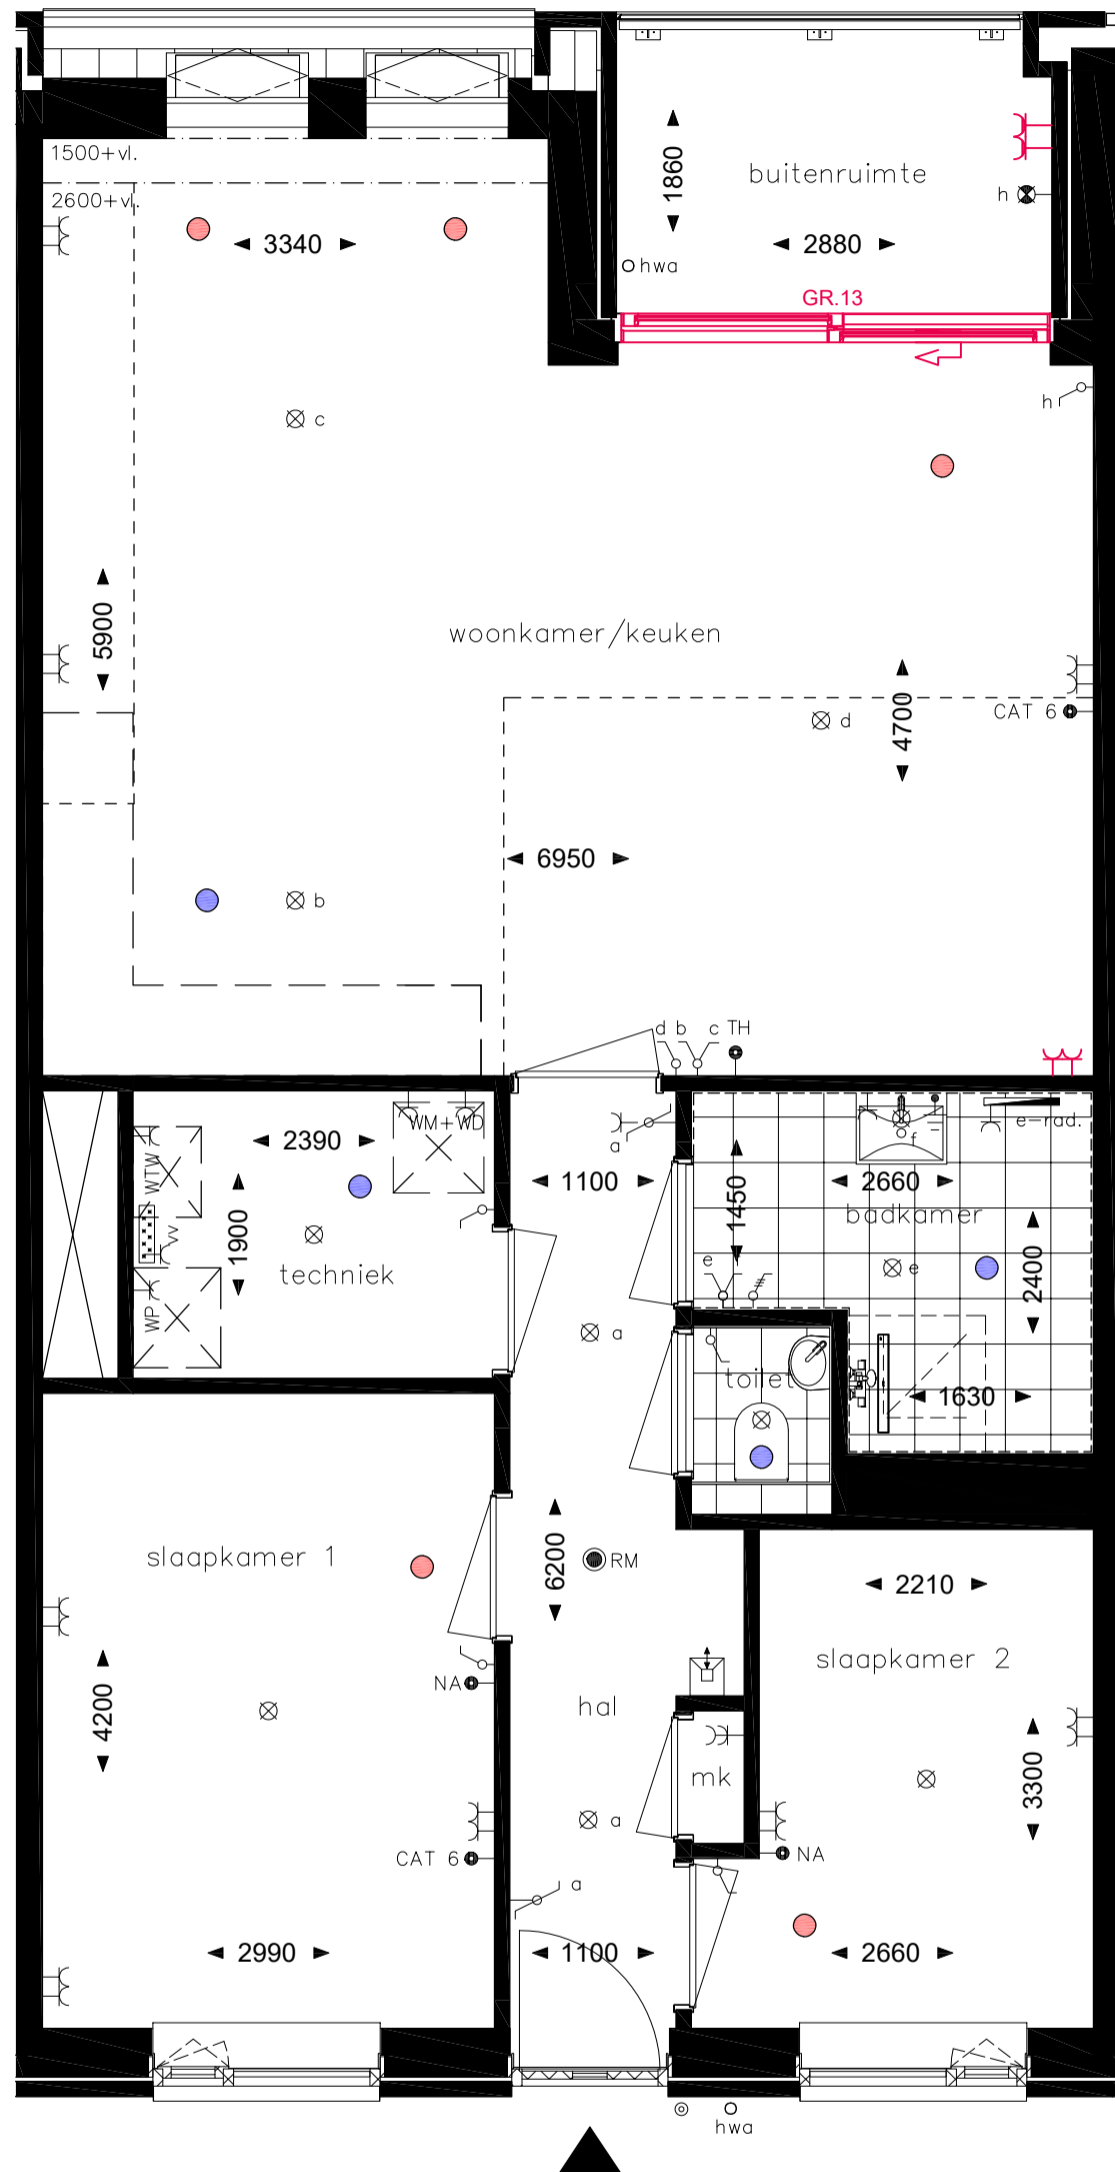 1500+vl.
2600+vl.
3340
1860
buitenruimte
h
2880
hwa
GR.13
h
c
5900
woonkamer/keuken
4700
CAT 6
d
6950
b
d b c TH
WM+WD
2390
WTW
1900
VV
techniek
WP
a
1100
1450
f
e-rad.
2660
badkamer
e
e
2400
a
toilet
1630
slaapkamer 1
6200
RM
2210
slaapkamer 2
NA
4200
hal
mk
3300
a
CAT 6
NA
a
2990
1100
2660
hwa